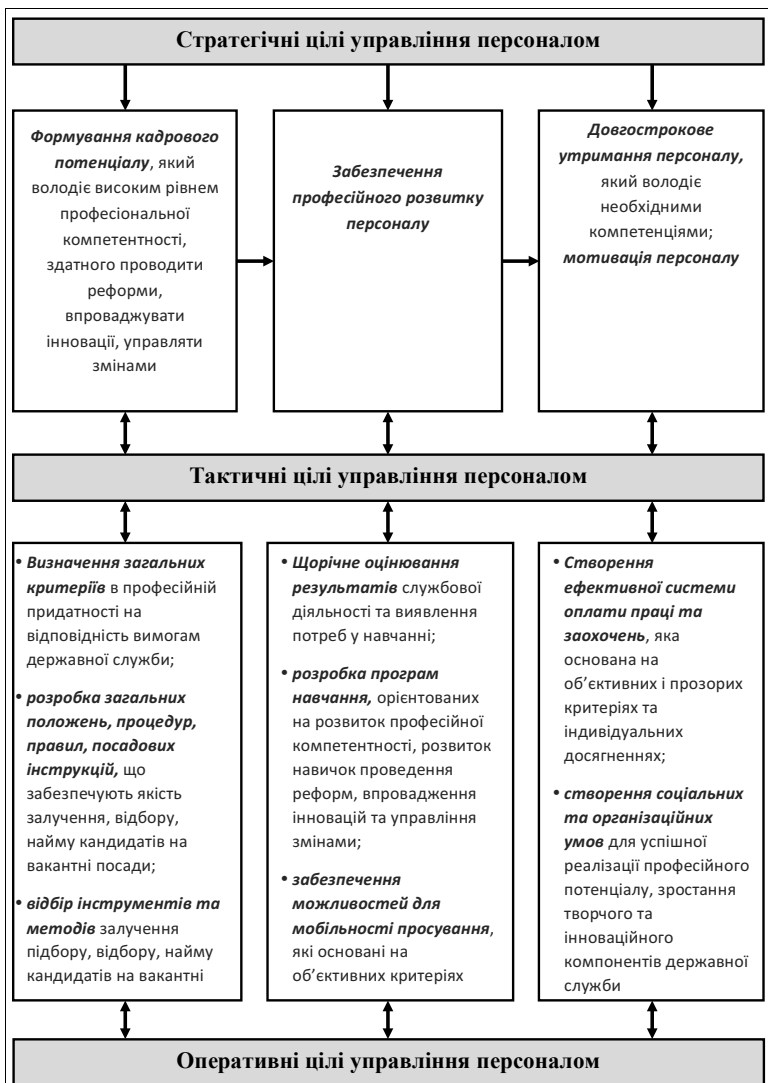 Стратегічні цілі управління персоналом
Формування кадрового
потенціалу, який
володіє високим рівнем
професіональної
компетентності,
здатного проводити
реформи,
впроваджувати
інновації, управляти
змінами
Забезпечення
професійного розвитку
персоналу
Довгострокове
утримання персоналу,
який володіє
необхідними
компетенціями;
мотивація персоналу
Тактичні цілі управління персоналом
• Визначення загальних
критеріїв в професійній
придатності на
відповідність вимогам
державної служби;
• розробка загальних
положень, процедур,
правил, посадових
інструкцій, що
забезпечують якість
залучення, відбору,
найму кандидатів на
вакантні посади;
• відбір інструментів та
методів залучення
підбору, відбору, найму
кандидатів на вакантні
• Щорічне оцінювання
результатів службової
діяльності та виявлення
потреб у навчанні;
• розробка програм
навчання, орієнтованих
на розвиток професійної
компетентності, розвиток
навичок проведення
реформ, впровадження
інновацій та управління
змінами;
• забезпечення
можливостей для
мобільності просування,
які основані на
об’єктивних критеріях
• Створення
ефективної системи
оплати праці та
заохочень, яка
основана на
об’єктивних і прозорих
критеріях та
індивідуальних
досягненнях;
• створення соціальних
та організаційних
умов для успішної
реалізації професійного
потенціалу, зростання
творчого та
інноваційного
компонентів державної
служби
Оперативні цілі управління персоналом